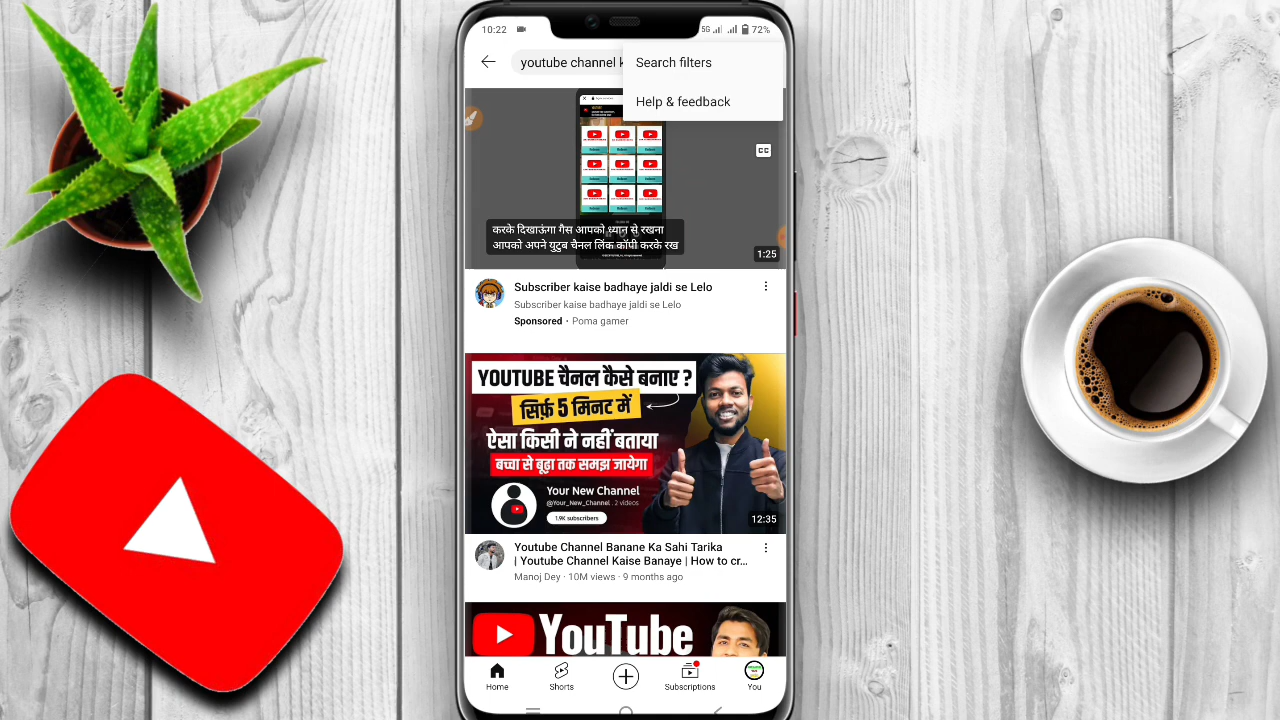 10:22
5G
72%
youtube channel k
Search filters
Help & feedback
CC
करके दिखाऊंगा गैस आपको ध्यान से रखना
आपको अपने युटुब चैनल लिंक कॉपी करके रख
1:25
Subscriber kaise badhaye jaldi se Lelo
Subscriber kaise badhaye jaldi se Lelo
Sponsored · Poma gamer
YOUTUBE चैनल कैसे बनाए ?
सिर्फ़ 5 मिनट में
ऐसा किसी ने नहीं बताया
बच्चा से बूढ़ा तक समझ जायेगा
Your New Channel
@Your_New_Channel . 2 videos
1.9K subscribers
12:35
Youtube Channel Banane Ka Sahi Tarika
| Youtube Channel Kaise Banaye | How to cr...
Manoj Dey · 10M views · 9 months ago
YouTube
Home
Shorts
Subscriptions
You